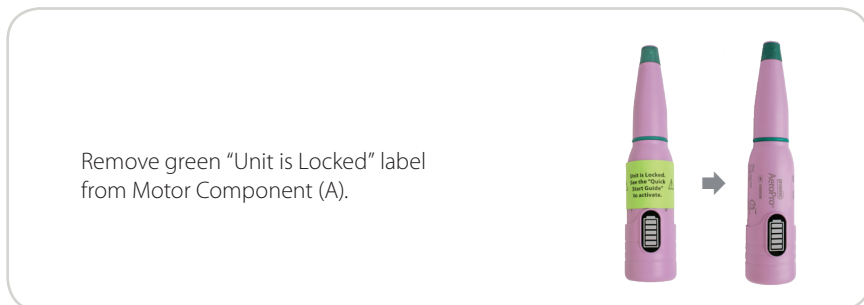 Remove green “Unit is Locked” label
from Motor Component (A).
Unit is Locked.
See the “Quick
Start Guide”
to activate.
AeroPro